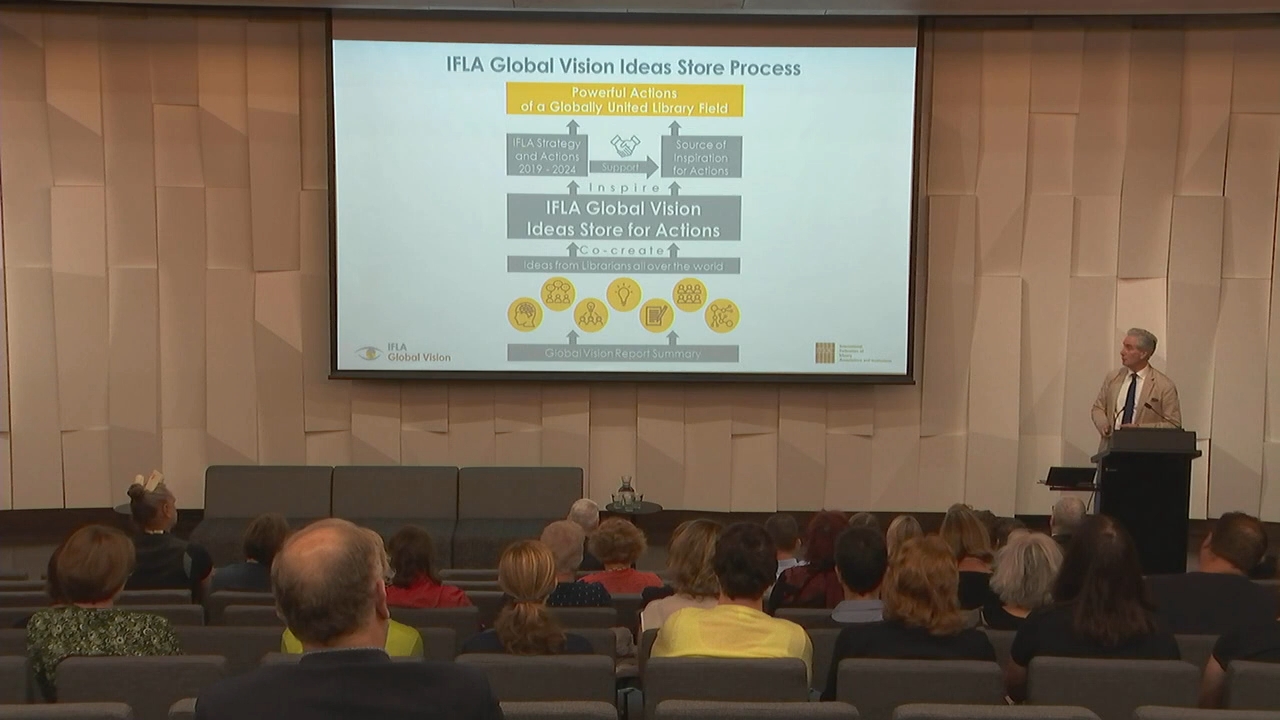 IFLA Global Vision Ideas Store Process
Powerful Actions
of a Globally United Library Field
IFLA Strategy
and Actions
2019 - 2024
Support
Source of
Inspiration
for Actions
Inspire
IFLA Global Vision
Ideas Store for Actions
Co-create
Ideas from Librarians all over the world
Global Vision Report Summary
IFLA
Global Vision